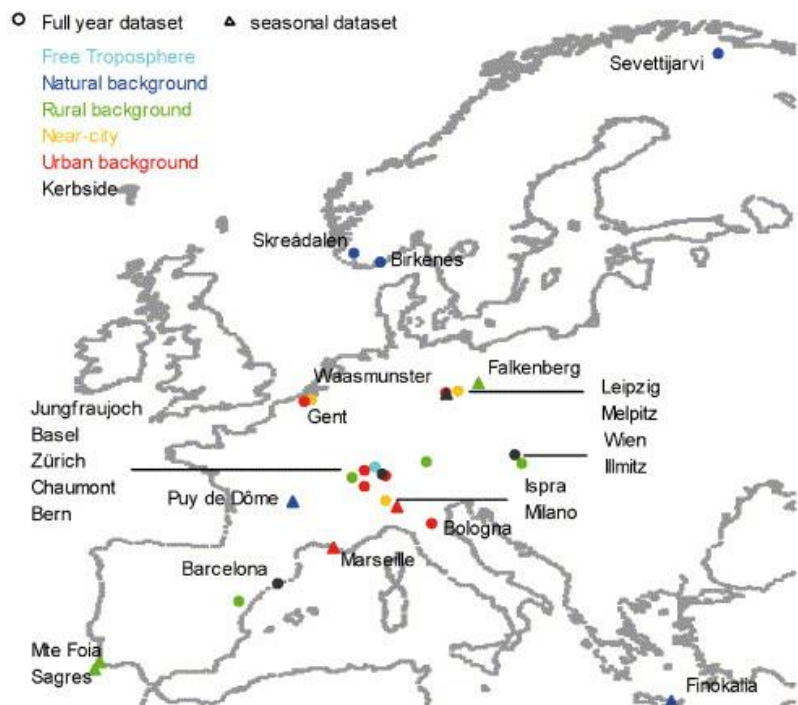 Full year dataset
seasonal dataset
Free Troposphere
Natural background
Rural background
Near-city
Urban background
Kerbside
Sevettijarvi
Skreádalen
Birkenes
Waasmunster
Falkenberg
Gent
Leipzig
Melpitz
Wien
Illmitz
Jungfraujoch
Basel
Zürich
Chaumont
Bern
Puy de Dôme
Ispra
Milano
Bologna
Marseille
Barcelona
Mte Foia
Sagres
Finokalia